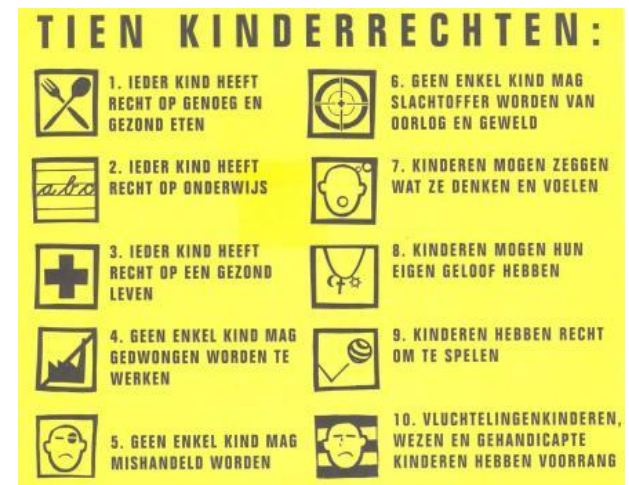 TIEN KINDERRECHTEN:
1. IEDER KIND HEEFT
RECHT OP GENOEG EN
GEZOND ETEN
2. IEDER KIND HEEFT
RECHT OP ONDERWIJS
abc
3. IEDER KIND HEEFT
RECHT OP EEN GEZOND
LEVEN
4. GEEN ENKEL KIND MAG
GEDWONGEN WORDEN TE
WERKEN
5. GEEN ENKEL KIND MAG
MISHANDELD WORDEN
6. GEEN ENKEL KIND MAG
SLACHTOFFER WORDEN VAN
OORLOG EN GEWELD
7. KINDEREN MOGEN ZEGGEN
WAT ZE DENKEN EN VOELEN
8. KINDEREN MOGEN HUN
EIGEN GELOOF HEBBEN
9. KINDEREN HEBBEN RECHT
OM TE SPELEN
10. VLUCHTELINGENKINDEREN,
WEZEN EN GEHANDICAPTE
KINDEREN HEBBEN VOORRANG